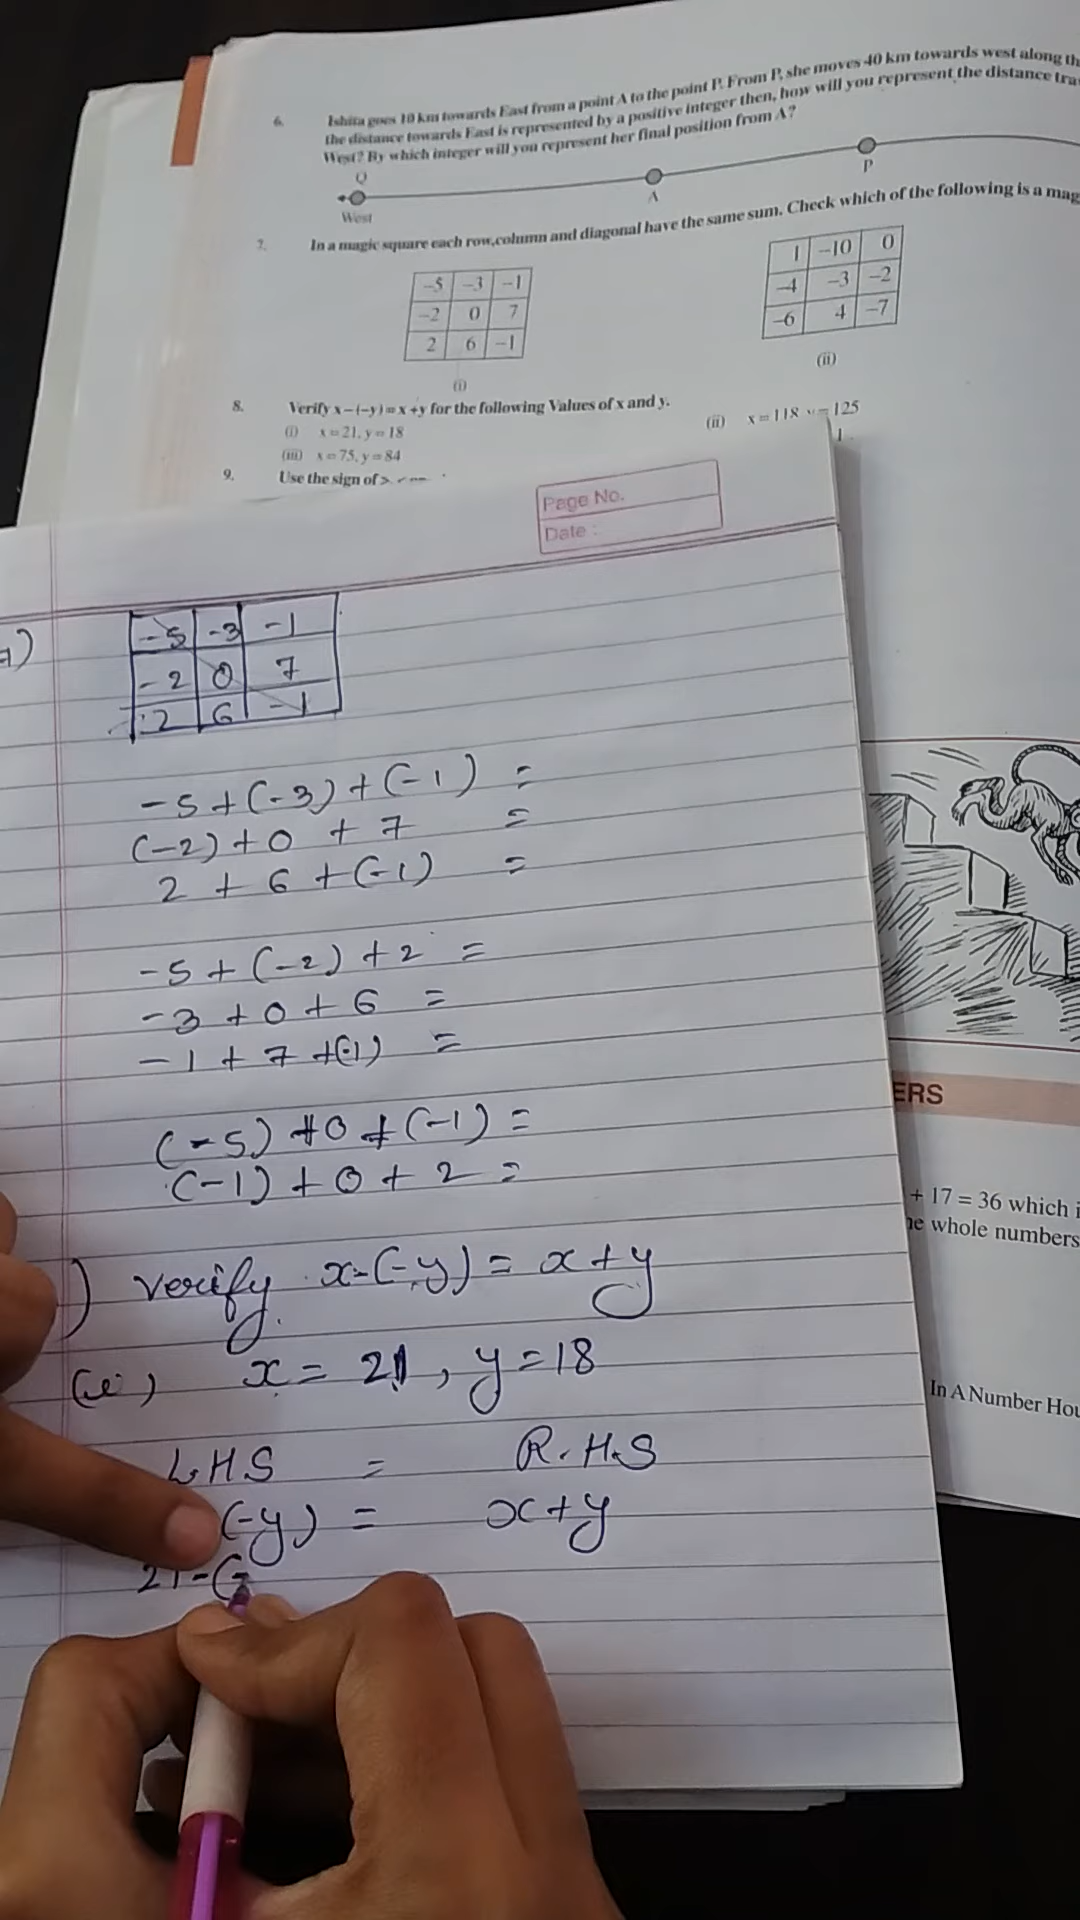 6. Ishita goes 10 km towards East from a point A to the point P. From P, she moves 40 km towards west along
the distance towards East is represented by a positive integer then, how will you represent the distance
West? By which integer will you represent her final position from A?
Q A P
West
7. In a magic square each row,column and diagonal have the same sum. Check which of the following is a
-5 -3 -1
-2 0 7
2 6 -1
(i)
1 -10 0
-4 -3 -2
-6 4 -7
(ii)
8. Verify x-(-y)=x+y for the following Values of x and y.
(i) x=21, y=18 (ii) x=118 y=125
(iii) x=75, y=84
9. Use the sign of >,
Page No.
Date :
-5 -3 -1
-2 0 7
2 6 -1
-5+(-3)+(-1) =
(-2)+0 +7 =
2 + 6 +(-1) =
-5+(-2)+2 =
-3+0+6 =
-1+7+(-1) =
(-5)+0+(-1) =
(-1)+0+2 =
) Verify x-(-y)=x+y
x=21, y=18
LHS = R.H.S
(-y) = x+y
21-(-
ERS
+ 17 = 36 which
whole numbers
In A Number